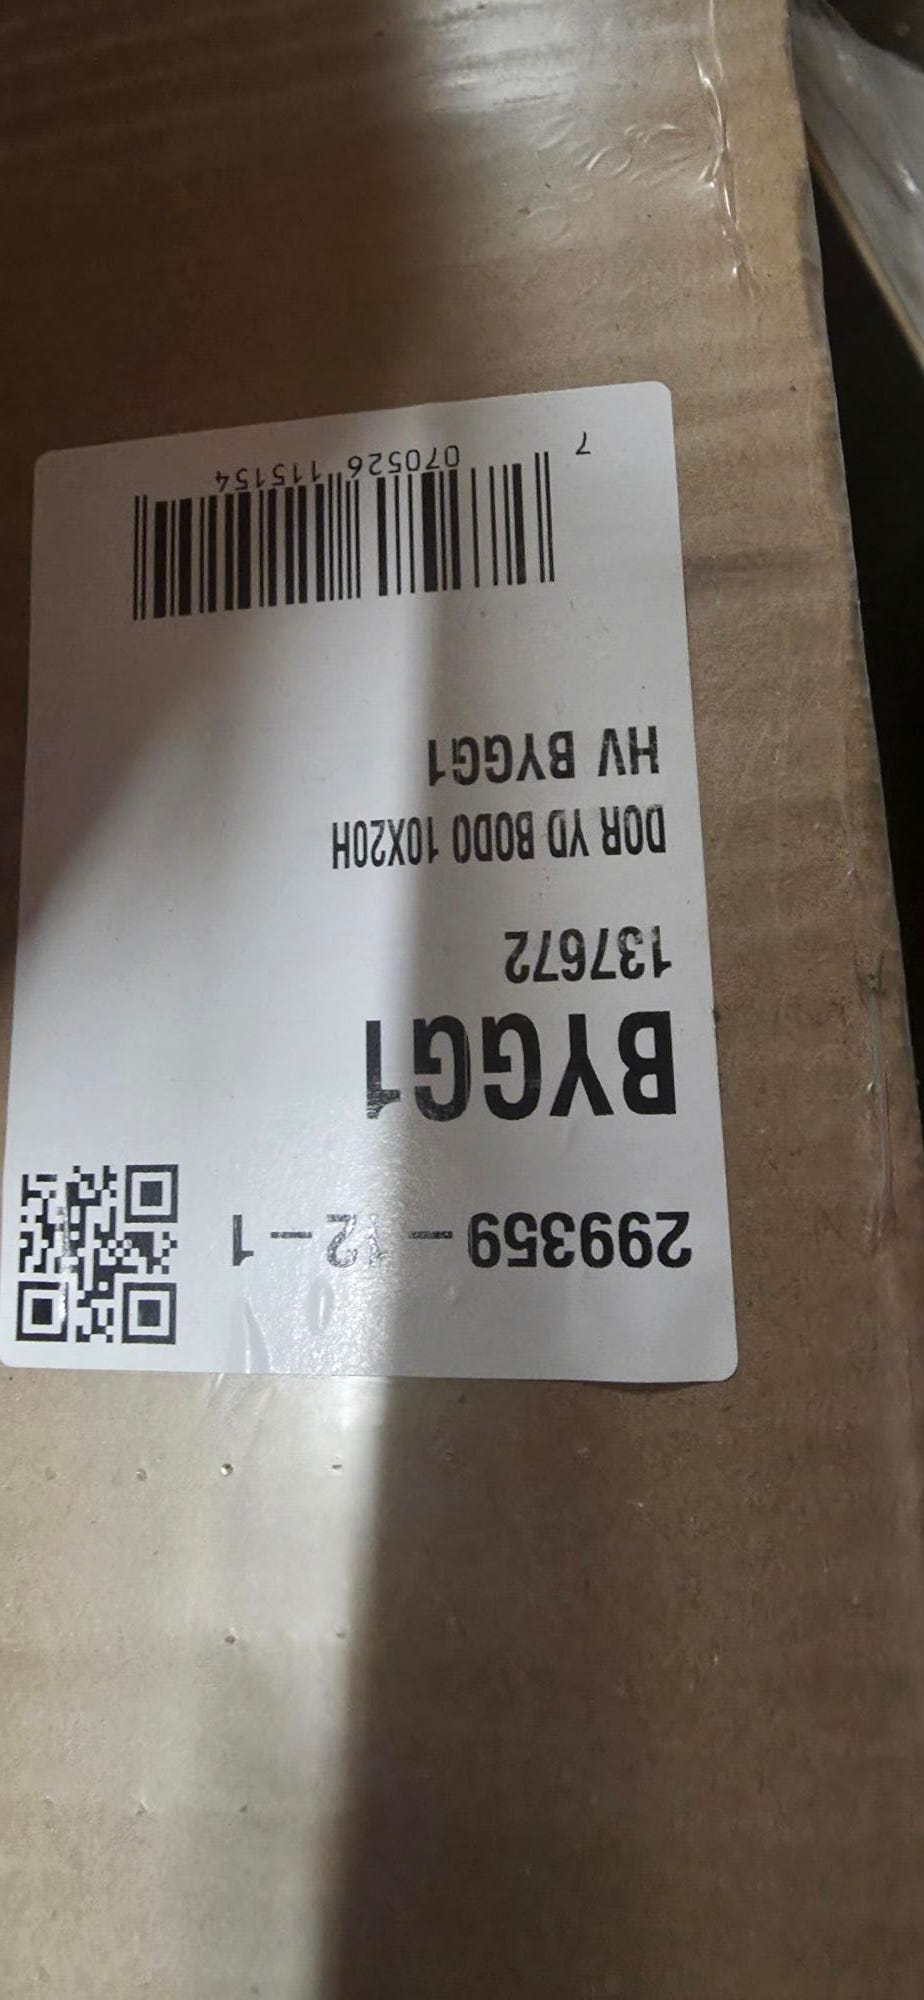 299359 - 12 - 1
BYGG1
137672
DOR YD BODO 10X20H
HV BYGG1
7 070526 115154